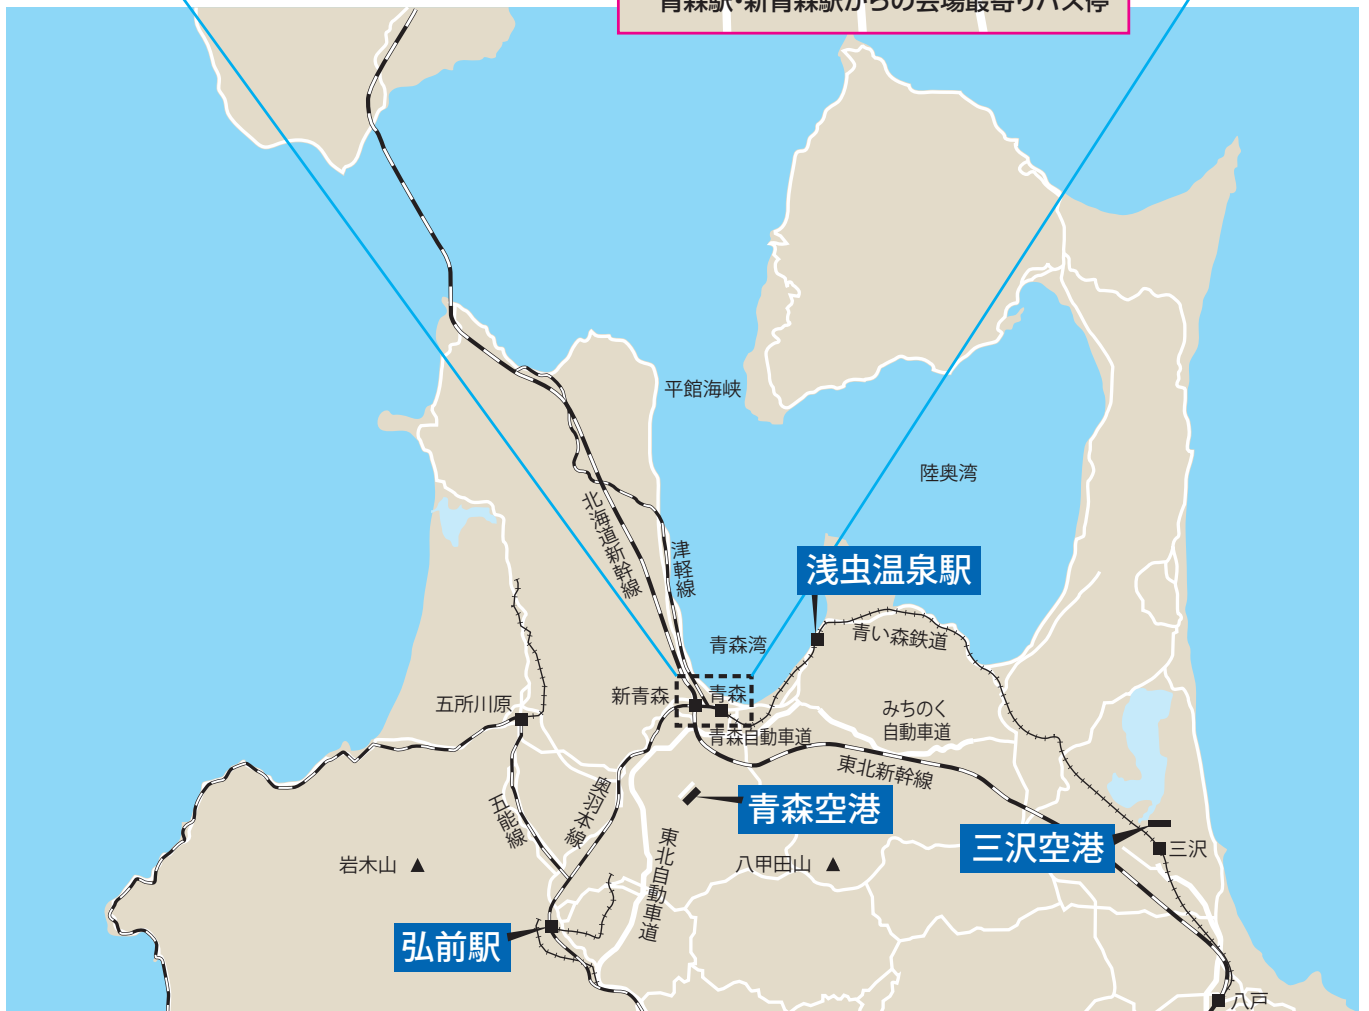 青森駅・新青森駅からの会場最寄りバス停
平館海峡
陸奥湾
北海道新幹線
津軽線
浅虫温泉駅
青い森鉄道
青森湾
新青森
青森
五所川原
みちのく
自動車道
青森自動車道
東北新幹線
五能線
奥羽本線
青森空港
東北自動車道
三沢空港
三沢
岩木山
八甲田山
弘前駅
八戸